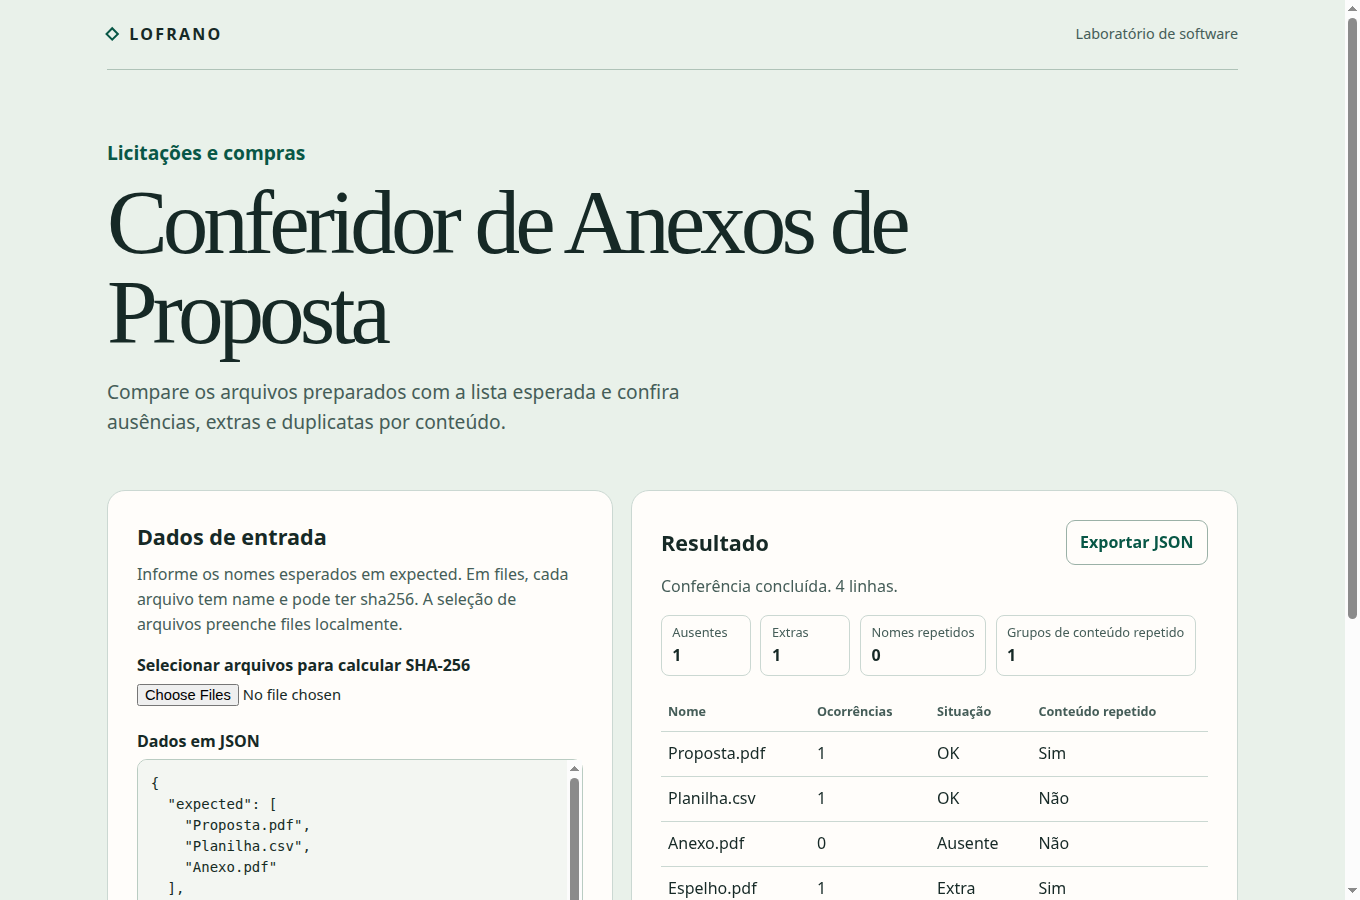 LOFRANO
Laboratório de software
Licitações e compras
Conferidor de Anexos de
Proposta
Compare os arquivos preparados com a lista esperada e confira
ausências, extras e duplicatas por conteúdo.
Dados de entrada
Informe os nomes esperados em expected. Em files, cada
arquivo tem name e pode ter sha256. A seleção de
arquivos preenche files localmente.
Selecionar arquivos para calcular SHA-256
Choose Files No file chosen
Dados em JSON
{
"expected": [
"Proposta.pdf",
"Planilha.csv",
"Anexo.pdf"
],
Resultado
Exportar JSON
Conferência concluída. 4 linhas.
Ausentes
1
Extras
1
Nomes repetidos
0
Grupos de conteúdo repetido
1
Nome Ocorrências Situação Conteúdo repetido
Proposta.pdf 1 OK Sim
Planilha.csv 1 OK Não
Anexo.pdf 0 Ausente Não
Espelho.pdf 1 Extra Sim